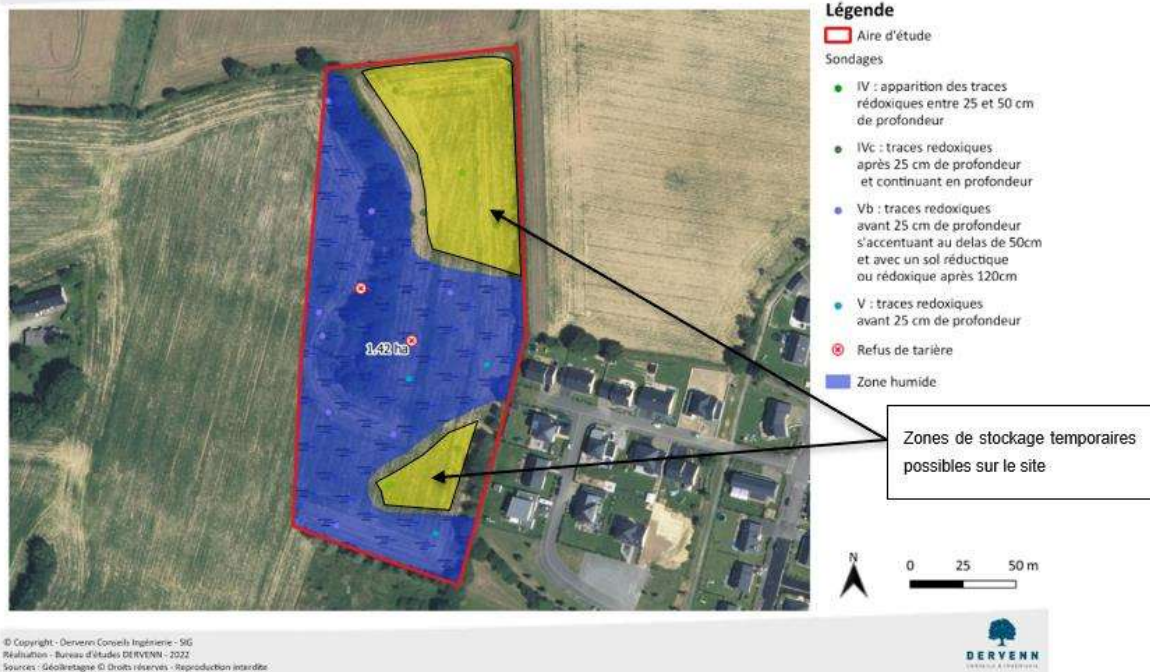 Légende
Aire d'étude
Sondages
IV : apparition des traces
rédoxiques entre 25 et 50 cm
de profondeur
IVc : traces redoxiques
après 25 cm de profondeur
et continuant en profondeur
Vb : traces redoxiques
avant 25 cm de profondeur
s'accentuant au delas de 50cm
et avec un sol réductique
ou rédoxique après 120cm
V : traces redoxiques
avant 25 cm de profondeur
Refus de tarière
Zone humide
1.42 ha
Zones de stockage temporaires
possibles sur le site
N
0 25 50 m
© Copyright - Dervenn Conseils Ingénierie - SIG
Réalisation - Bureau d'études DERVENN - 2022
Sources : GéoBretagne © Droits réservés - Reproduction interdite
DERVENN
CONSEILS & INGÉNIERIE